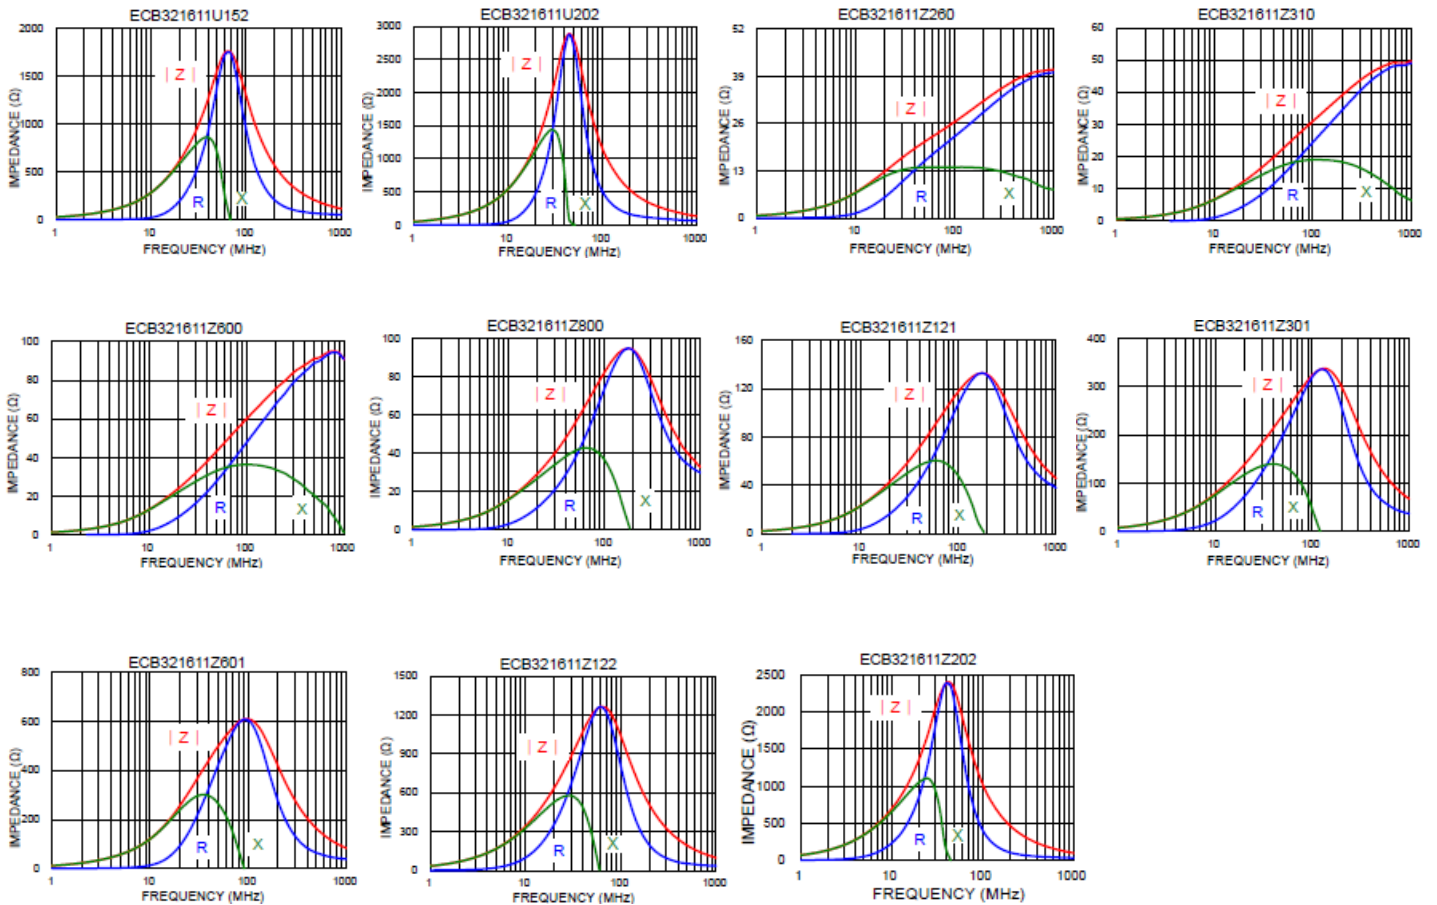 ECB321611U152
2000
1500
1000
500
0
IMPEDANCE (Ω)
| Z |
R
X
1
10
100
1000
FREQUENCY (MHz)
ECB321611U202
3000
2500
3000
1500
1000
500
0
IMPEDANCE (Ω)
| Z |
R
X
1
10
100
1000
FREQUENCY (MHz)
ECB321611Z260
52
39
26
13
0
IMPEDANCE (Ω)
| Z |
R
X
1
10
100
1000
FREQUENCY (MHz)
ECB321611Z310
60
50
40
30
20
10
0
IMPEDANCE (Ω)
| Z |
R
X
1
10
100
1000
FREQUENCY (MHz)
ECB321611Z600
100
80
60
40
20
0
IMPEDANCE (Ω)
| Z |
R
X
1
10
100
1000
FREQUENCY (MHz)
ECB321611Z800
100
80
60
40
20
0
IMPEDANCE (Ω)
| Z |
R
X
1
10
100
1000
FREQUENCY (MHz)
ECB321611Z121
160
120
80
40
0
IMPEDANCE (Ω)
| Z |
R
X
1
10
100
1000
FREQUENCY (MHz)
ECB321611Z301
400
300
200
100
0
IMPEDANCE (Ω)
| Z |
R
X
1
10
100
1000
FREQUENCY (MHz)
ECB321611Z601
800
600
400
200
0
IMPEDANCE (Ω)
| Z |
R
X
1
10
100
1000
FREQUENCY (MHz)
ECB321611Z122
1500
1200
900
600
300
0
IMPEDANCE (Ω)
| Z |
R
X
1
10
100
1000
FREQUENCY (MHz)
ECB321611Z202
2500
2000
1500
1000
500
0
IMPEDANCE (Ω)
| Z |
R
X
1
10
100
1000
FREQUENCY (MHz)